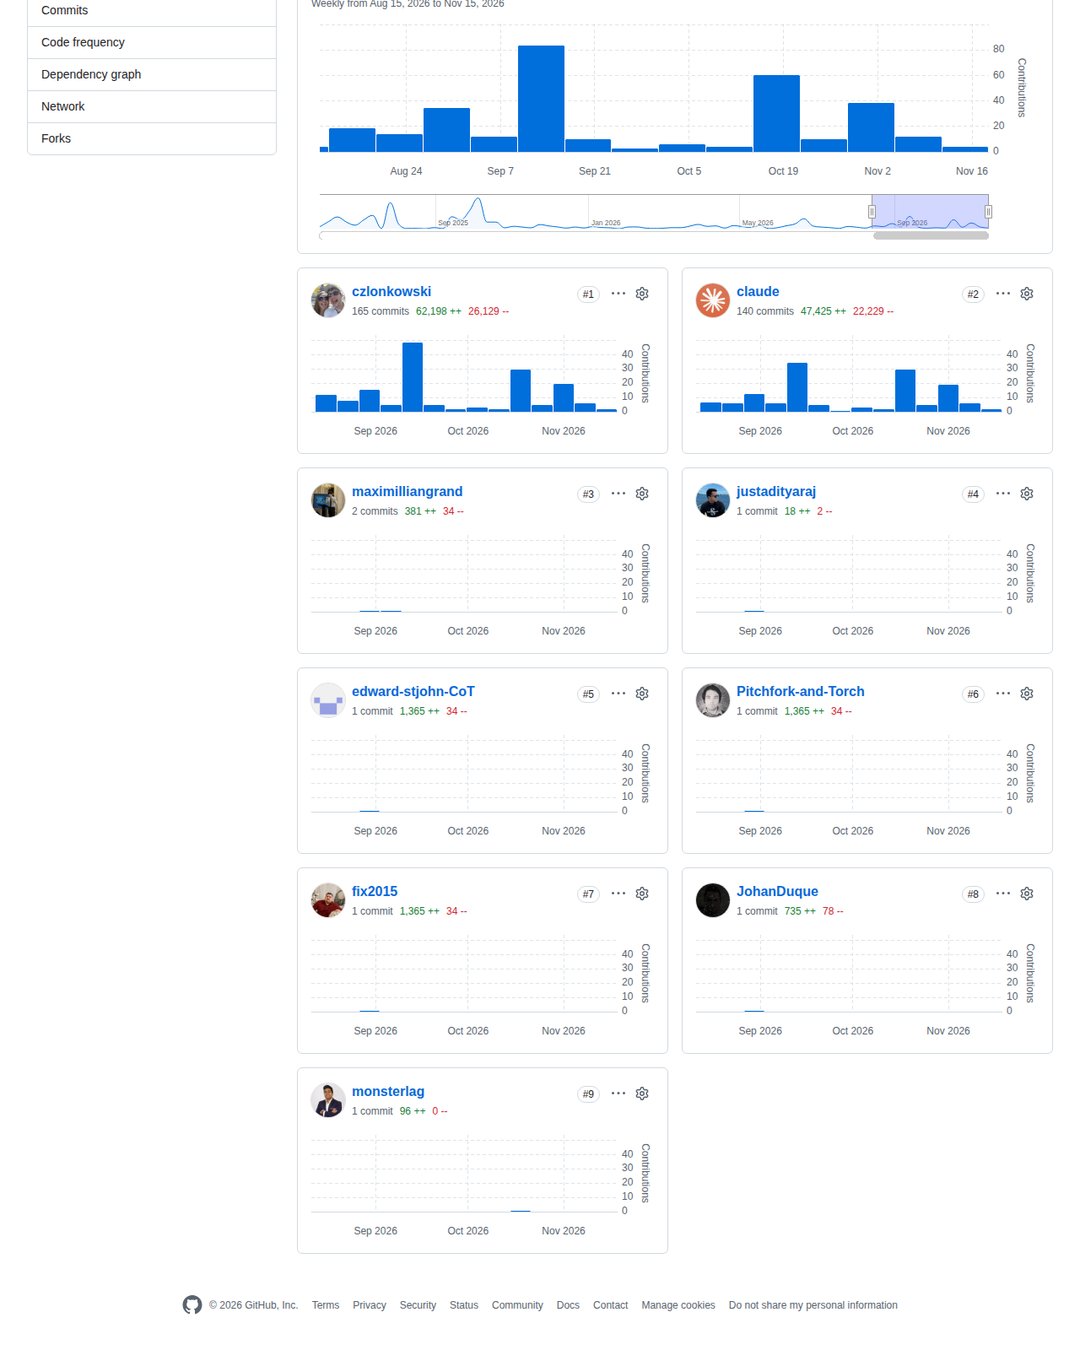 Commits
Code frequency
Dependency graph
Network
Forks
Weekly from Aug 15, 2026 to Nov 15, 2026
80
60
40
20
0
Contributions
Aug 24 Sep 7 Sep 21 Oct 5 Oct 19 Nov 2 Nov 16
Sep 2025 Jan 2026 May 2026 Sep 2026
czlonkowski #1
165 commits 62,198 ++ 26,129 --
40
30
20
10
0
Contributions
Sep 2026 Oct 2026 Nov 2026
claude #2
140 commits 47,425 ++ 22,229 --
40
30
20
10
0
Contributions
Sep 2026 Oct 2026 Nov 2026
maximilliangrand #3
2 commits 381 ++ 34 --
40
30
20
10
0
Contributions
Sep 2026 Oct 2026 Nov 2026
justadityaraj #4
1 commit 18 ++ 2 --
40
30
20
10
0
Contributions
Sep 2026 Oct 2026 Nov 2026
edward-stjohn-CoT #5
1 commit 1,365 ++ 34 --
40
30
20
10
0
Contributions
Sep 2026 Oct 2026 Nov 2026
Pitchfork-and-Torch #6
1 commit 1,365 ++ 34 --
40
30
20
10
0
Contributions
Sep 2026 Oct 2026 Nov 2026
fix2015 #7
1 commit 1,365 ++ 34 --
40
30
20
10
0
Contributions
Sep 2026 Oct 2026 Nov 2026
JohanDuque #8
1 commit 735 ++ 78 --
40
30
20
10
0
Contributions
Sep 2026 Oct 2026 Nov 2026
monsterlag #9
1 commit 96 ++ 0 --
40
30
20
10
0
Contributions
Sep 2026 Oct 2026 Nov 2026
© 2026 GitHub, Inc. Terms Privacy Security Status Community Docs Contact Manage cookies Do not share my personal information